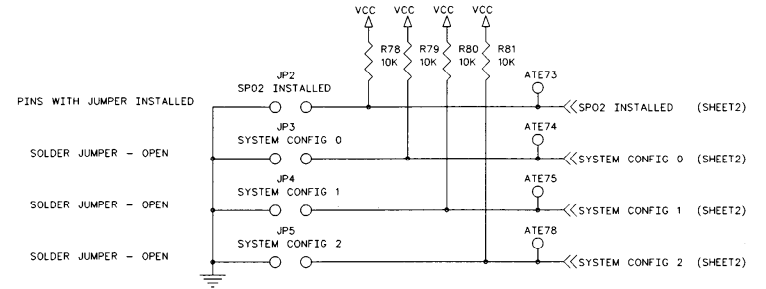 VCC VCC VCC VCC
R78 10K
R79 10K
R80 10K
R81 10K
JP2
SPO2 INSTALLED
PINS WITH JUMPER INSTALLED
ATE73
SPO2 INSTALLED (SHEET2)
JP3
SYSTEM CONFIG 0
SOLDER JUMPER - OPEN
ATE74
SYSTEM CONFIG 0 (SHEET2)
JP4
SYSTEM CONFIG 1
SOLDER JUMPER - OPEN
ATE75
SYSTEM CONFIG 1 (SHEET2)
JP5
SYSTEM CONFIG 2
SOLDER JUMPER - OPEN
ATE78
SYSTEM CONFIG 2 (SHEET2)